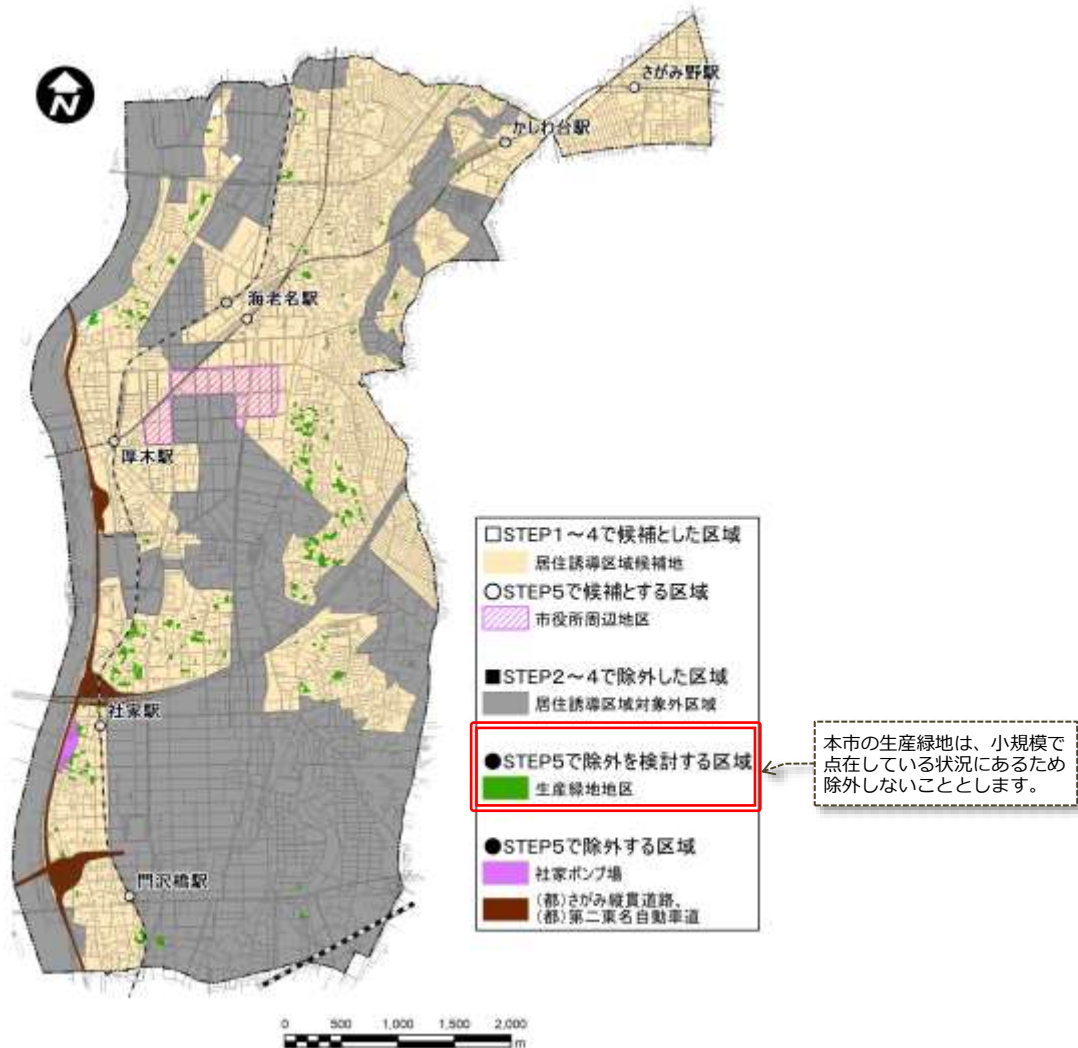 N
さがみ野駅
かしわ台駅
海老名駅
厚木駅
社家駅
門沢橋駅
□STEP1～4で候補とした区域
居住誘導区域候補地
○STEP5で候補とする区域
市役所周辺地区
■STEP2～4で除外した区域
居住誘導区域対象外区域
●STEP5で除外を検討する区域
生産緑地地区
●STEP5で除外する区域
社家ポンプ場
(都)さがみ縦貫道路、
(都)第二東名自動車道
本市の生産緑地は、小規模で
点在している状況にあるため
除外しないこととします。
0 500 1,000 1,500 2,000
m